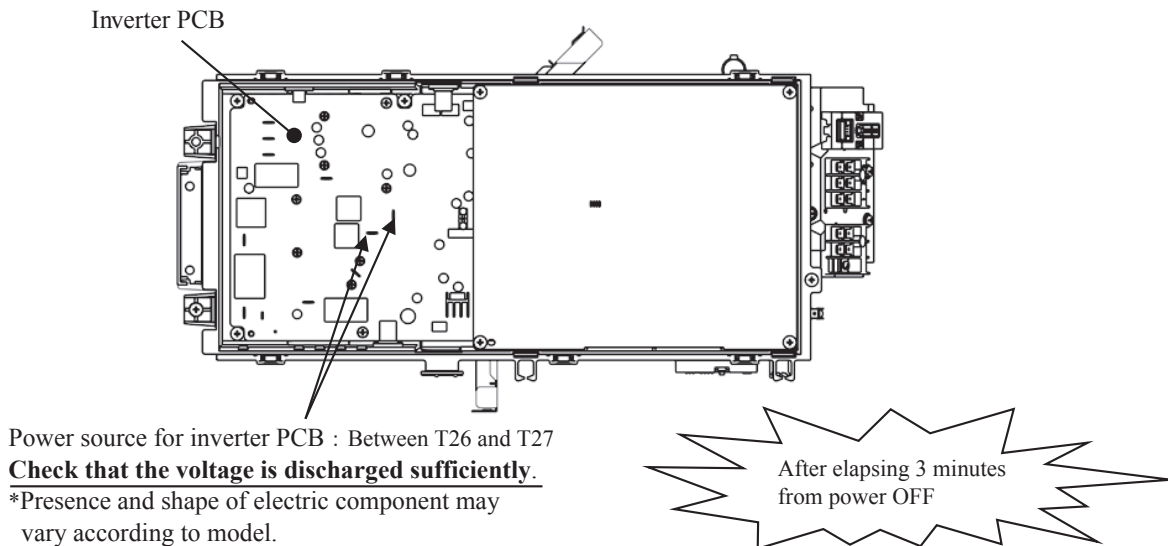 Inverter PCB
Power source for inverter PCB : Between T26 and T27
Check that the voltage is discharged sufficiently.
*Presence and shape of electric component may
vary according to model.
After elapsing 3 minutes
from power OFF